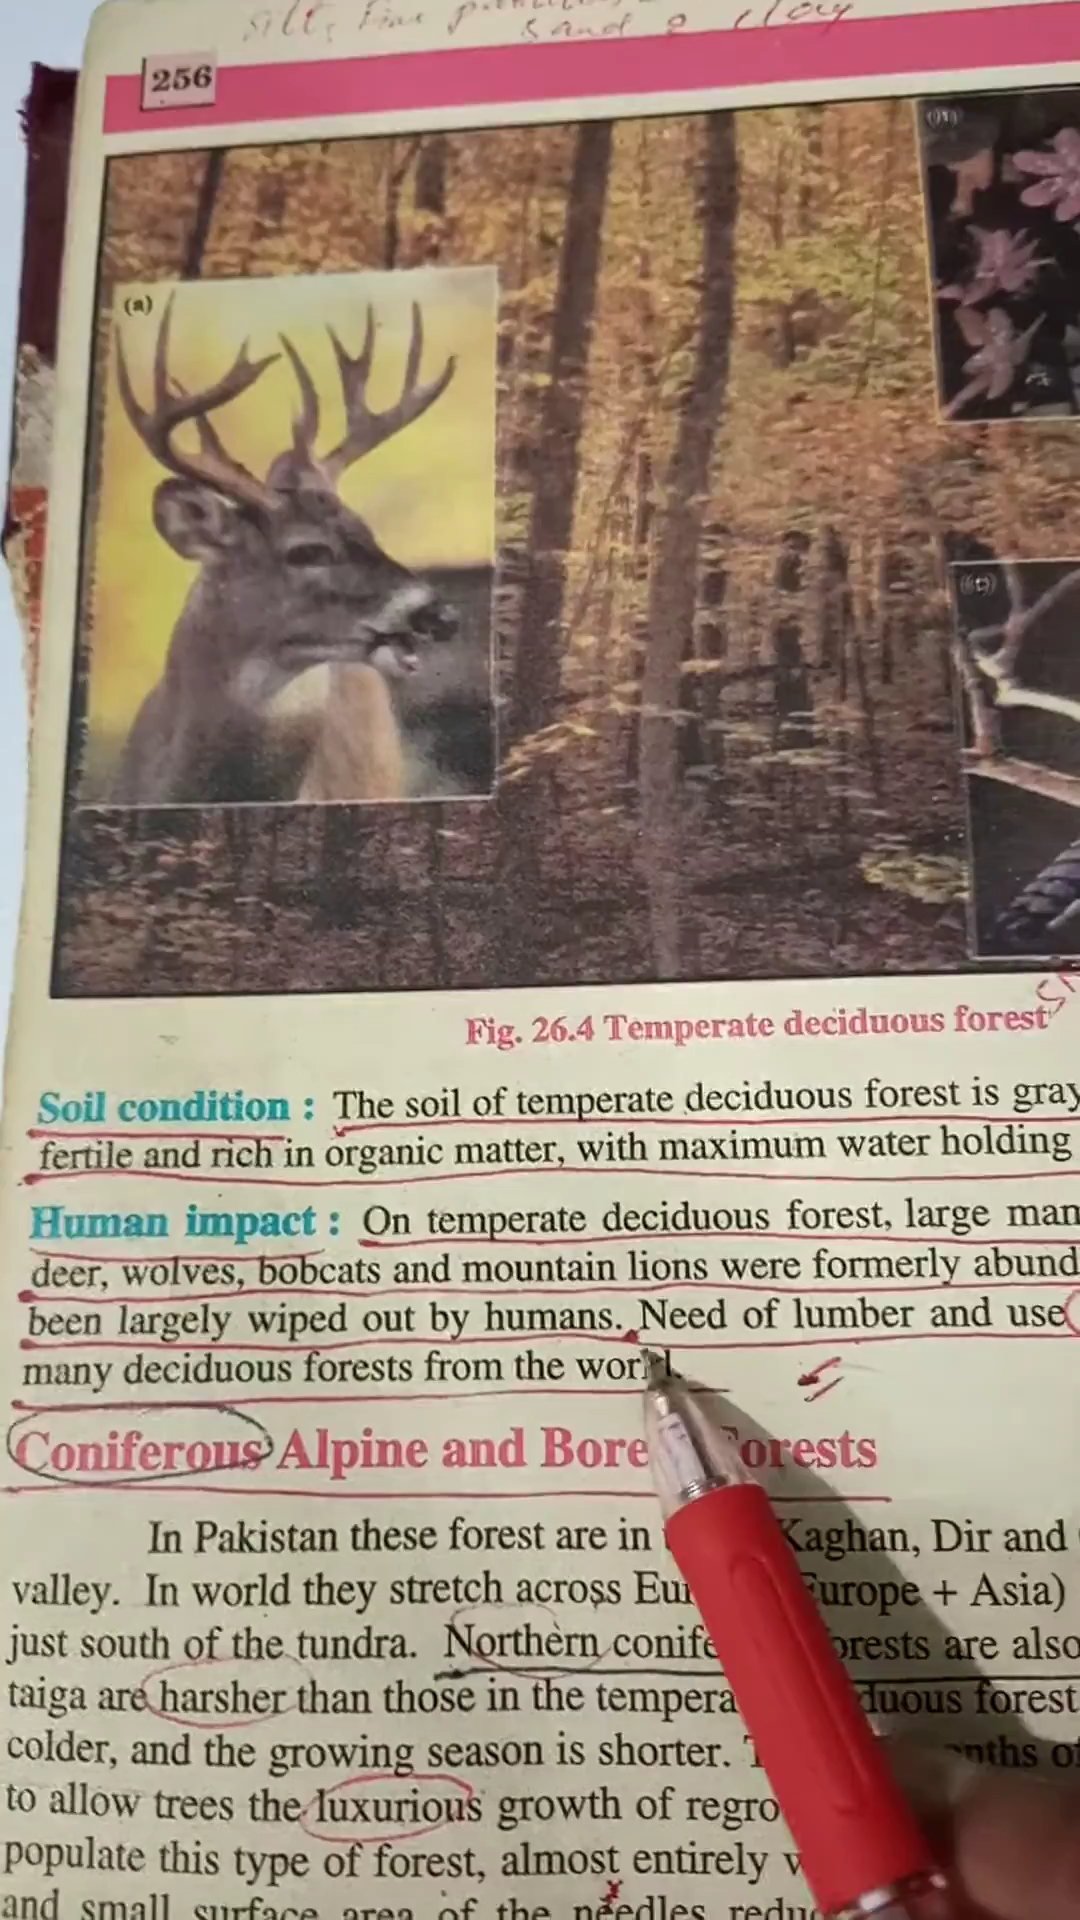 silt, fine
sand & clay
256
(a)
Fig. 26.4 Temperate deciduous forest
Soil condition : The soil of temperate deciduous forest is gray
fertile and rich in organic matter, with maximum water holding
Human impact : On temperate deciduous forest, large mam
deer, wolves, bobcats and mountain lions were formerly abund
been largely wiped out by humans. Need of lumber and use
many deciduous forests from the world.
Coniferous Alpine and Bore Forests
In Pakistan these forest are in Kaghan, Dir and
valley. In world they stretch across Eur Europe + Asia)
just south of the tundra. Northern conife orests are also
taiga are harsher than those in the tempera duous forest
colder, and the growing season is shorter. onths of
to allow trees the luxurious growth of regro
populate this type of forest, almost entirely
and small surface area of the needles redu